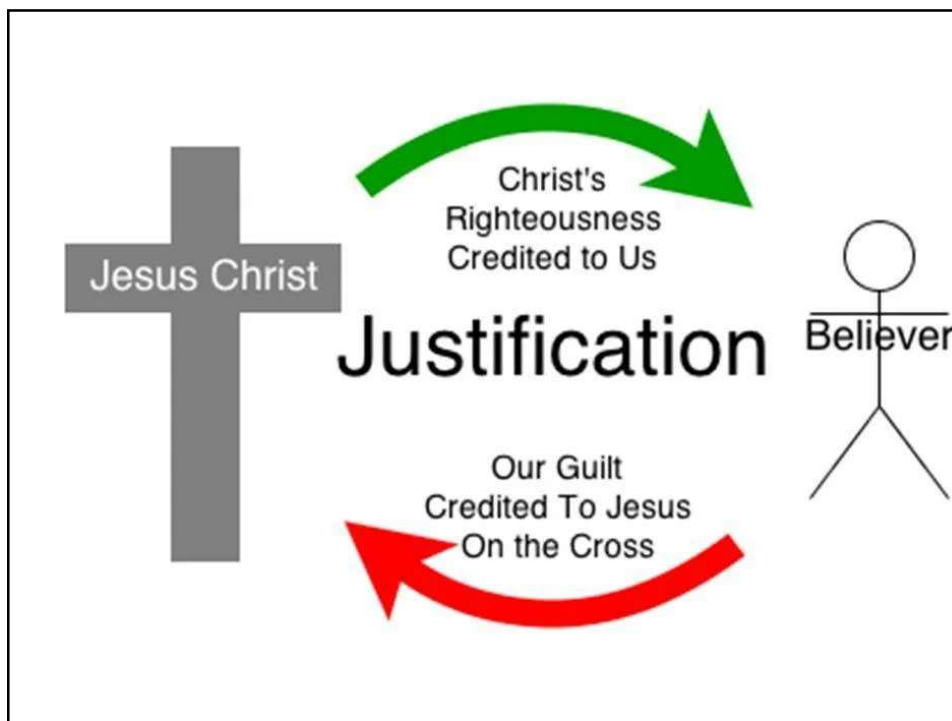 Christ's
Righteousness
Credited to Us
Jesus Christ
Justification
Believer
Our Guilt
Credited To Jesus
On the Cross